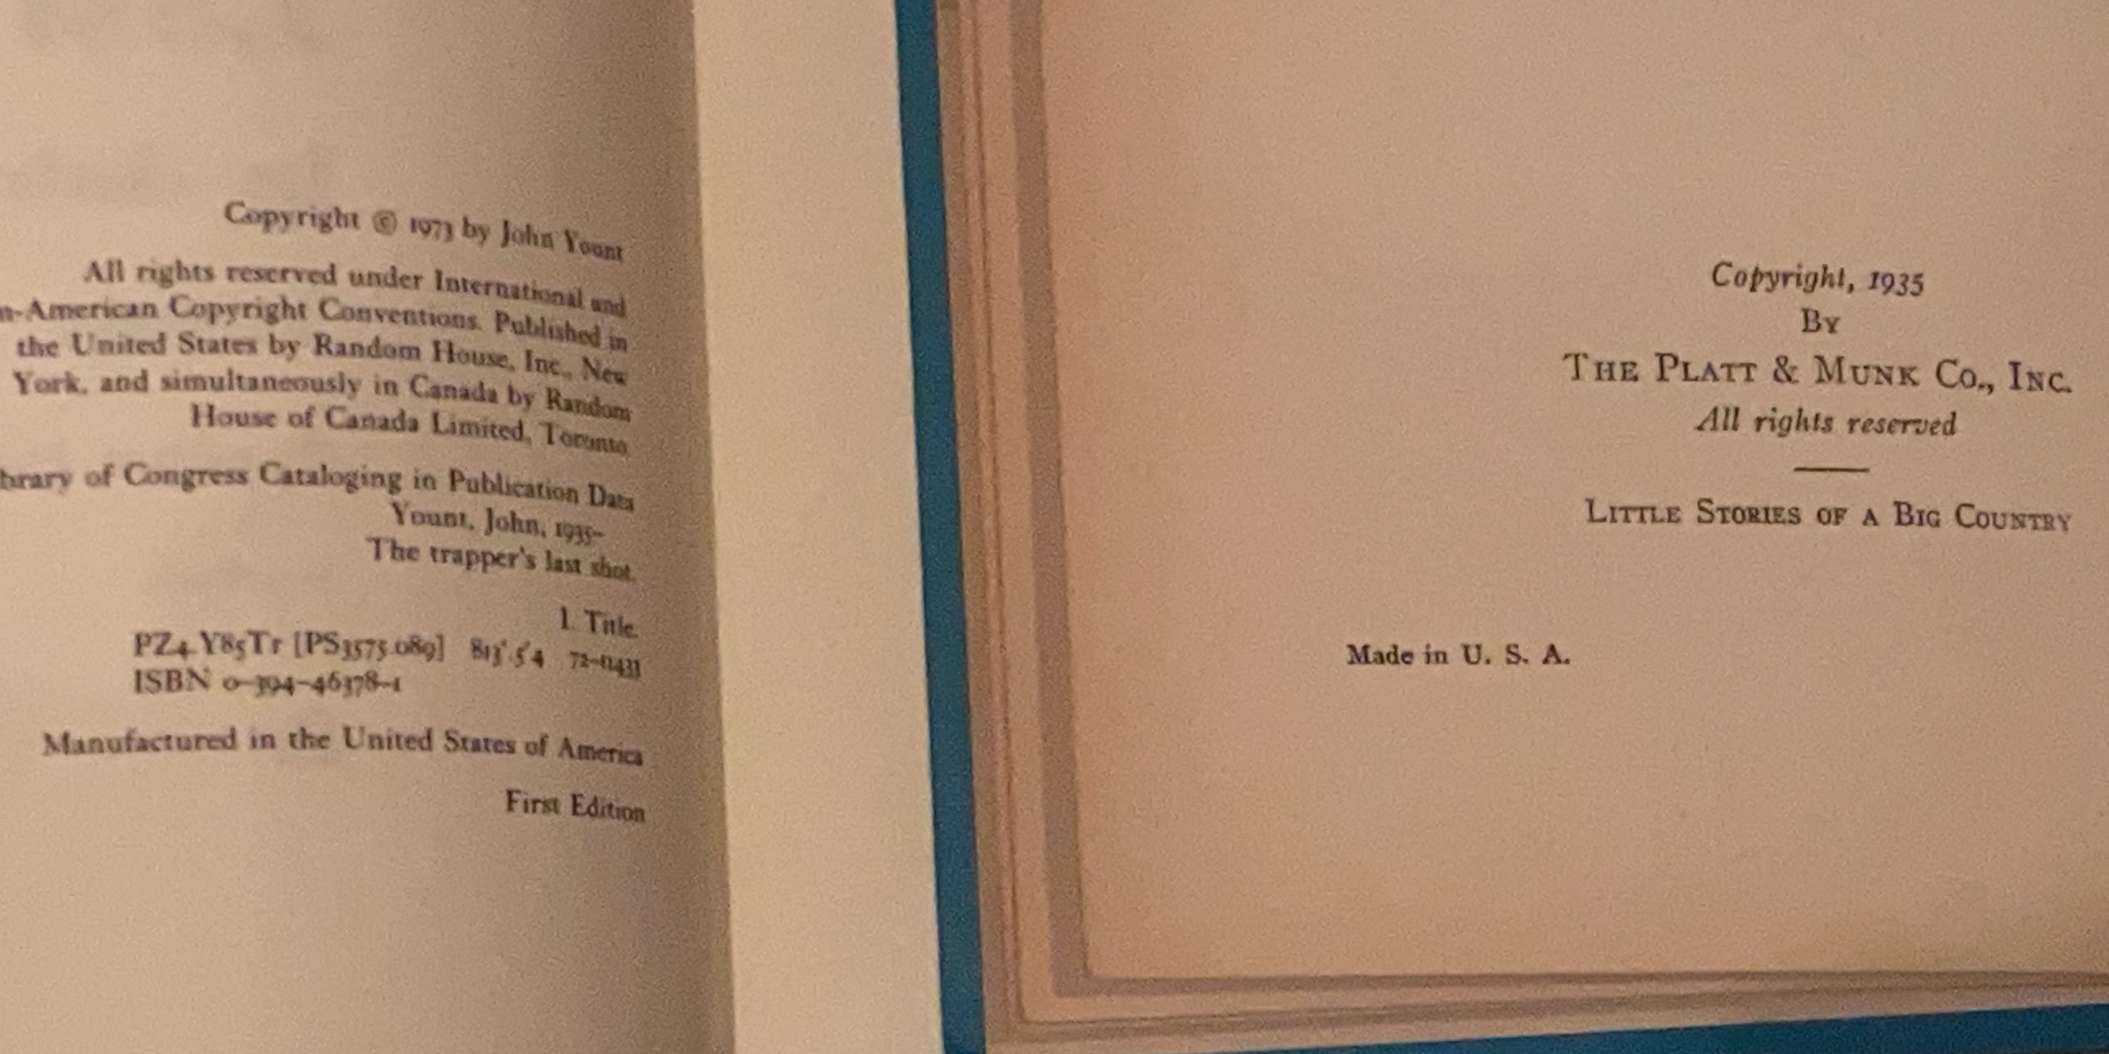 Copyright © 1973 by John Yount
All rights reserved under International and
n-American Copyright Conventions. Published in
the United States by Random House, Inc., New
York, and simultaneously in Canada by Random
House of Canada Limited, Toronto
brary of Congress Cataloging in Publication Data
Yount, John, 1935-
The trapper's last shot.
I. Title.
PZ4.Y85Tr [PS3575.089] 813'.5'4 72-11433
ISBN 0-394-46378-1
Manufactured in the United States of America
First Edition
Copyright, 1935
By
The Platt & Munk Co., Inc.
All rights reserved
Little Stories of a Big Country
Made in U. S. A.